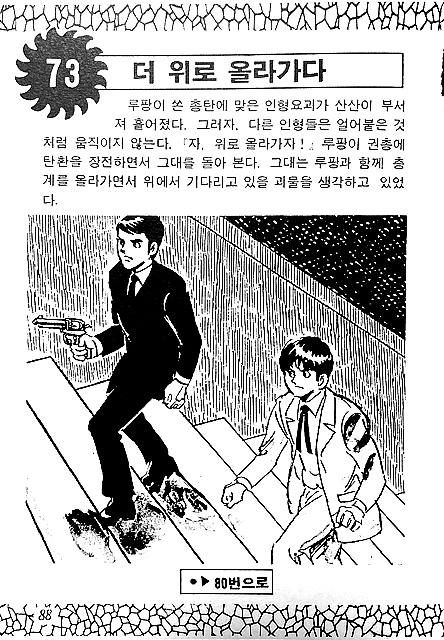 73
더 위로 올라가다
루팡이 쏜 총탄에 맞은 인형요괴가 산산이 부서
져 흩어졌다. 그러자, 다른 인형들은 얼어붙은 것
처럼 움직이지 않는다. 『자, 위로 올라가자!』 루팡이 권총에
탄환을 장전하면서 그대를 돌아 본다. 그대는 루팡과 함께 층
계를 올라가면서 위에서 기다리고 있을 괴물을 생각하고 있었
다.
●▶80번으로
88